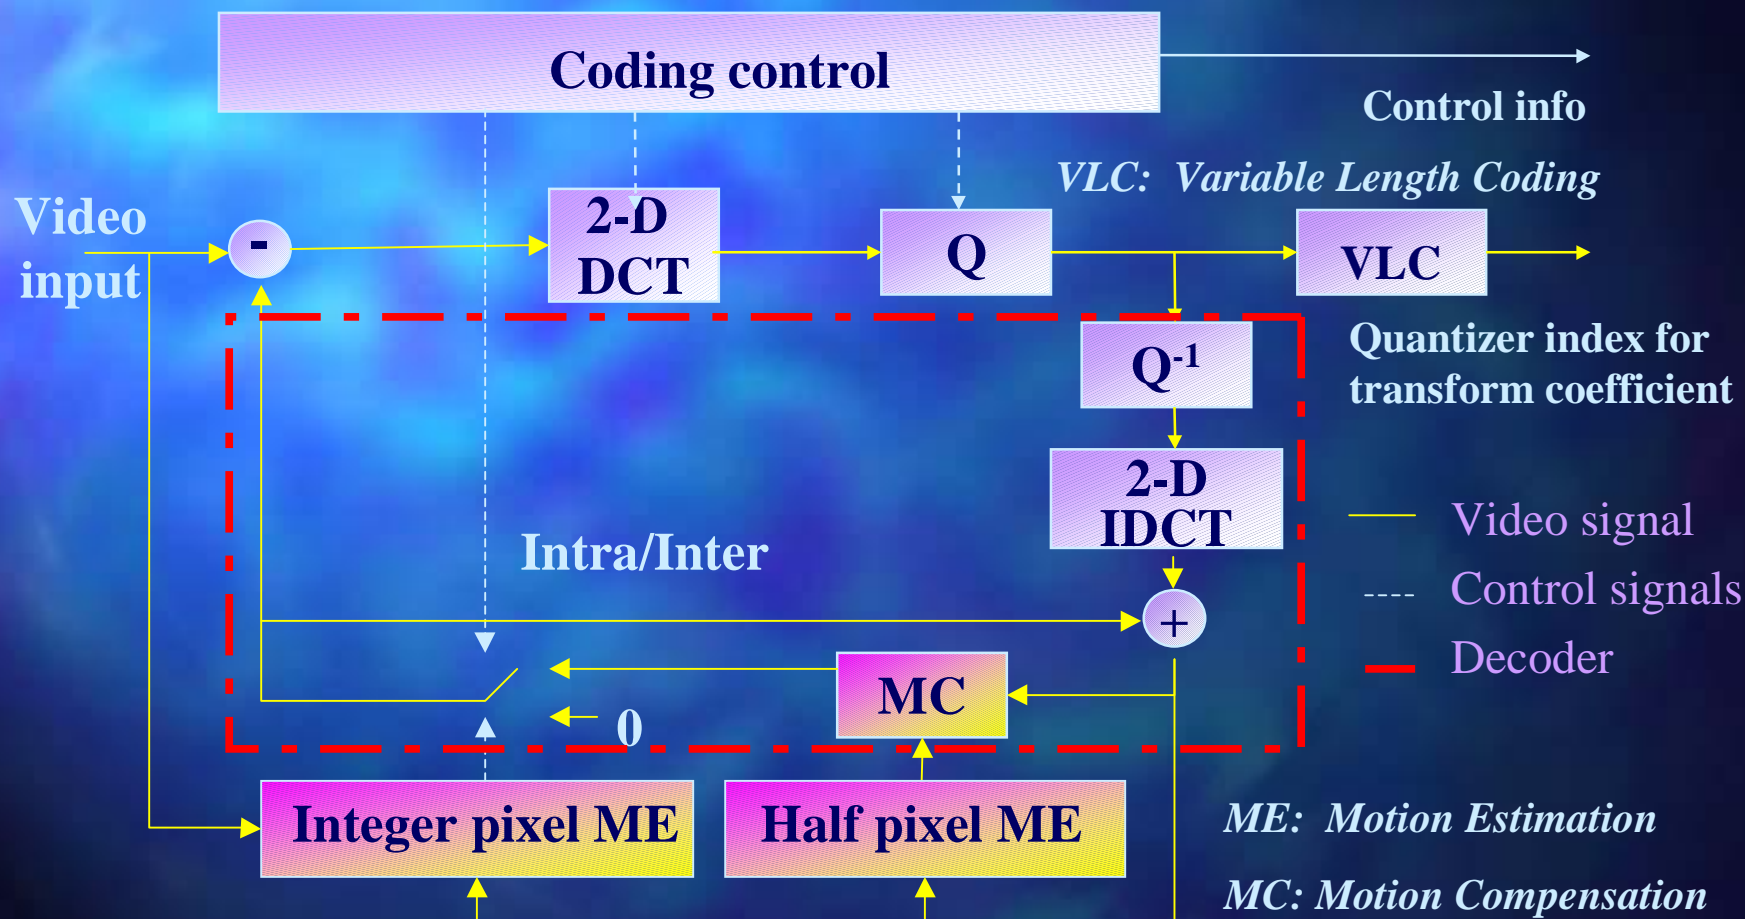 Coding control
Control info
VLC: Variable Length Coding
Video
input
-
2-D
DCT
Q
VLC
Q-1
Quantizer index for
transform coefficient
2-D
IDCT
Intra/Inter
+
MC
0
Video signal
Control signals
Decoder
Integer pixel ME
Half pixel ME
ME: Motion Estimation
MC: Motion Compensation